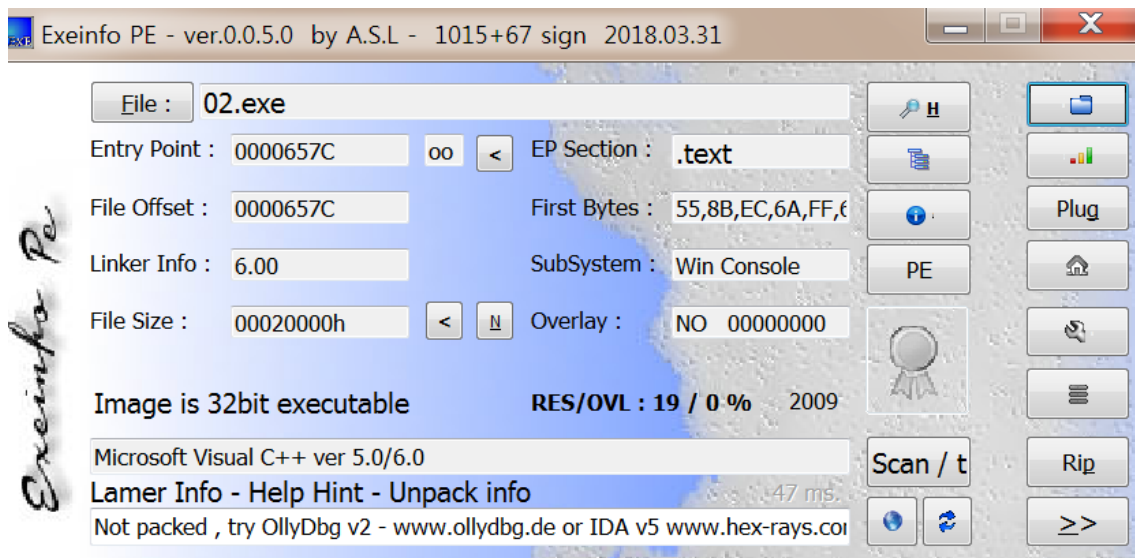 Exeinfo PE - ver.0.0.5.0 by A.S.L - 1015+67 sign 2018.03.31
File : 02.exe H
Entry Point : 0000657C oo < EP Section : .text
File Offset : 0000657C First Bytes : 55,8B,EC,6A,FF,6 Plug
Linker Info : 6.00 SubSystem : Win Console PE
File Size : 00020000h < N Overlay : NO 00000000
Image is 32bit executable RES/OVL : 19 / 0 % 2009
Microsoft Visual C++ ver 5.0/6.0 Scan / t Rip
Lamer Info - Help Hint - Unpack info 47 ms.
Not packed , try OllyDbg v2 - www.ollydbg.de or IDA v5 www.hex-rays.co >>
Exeinfo Pe
EXE